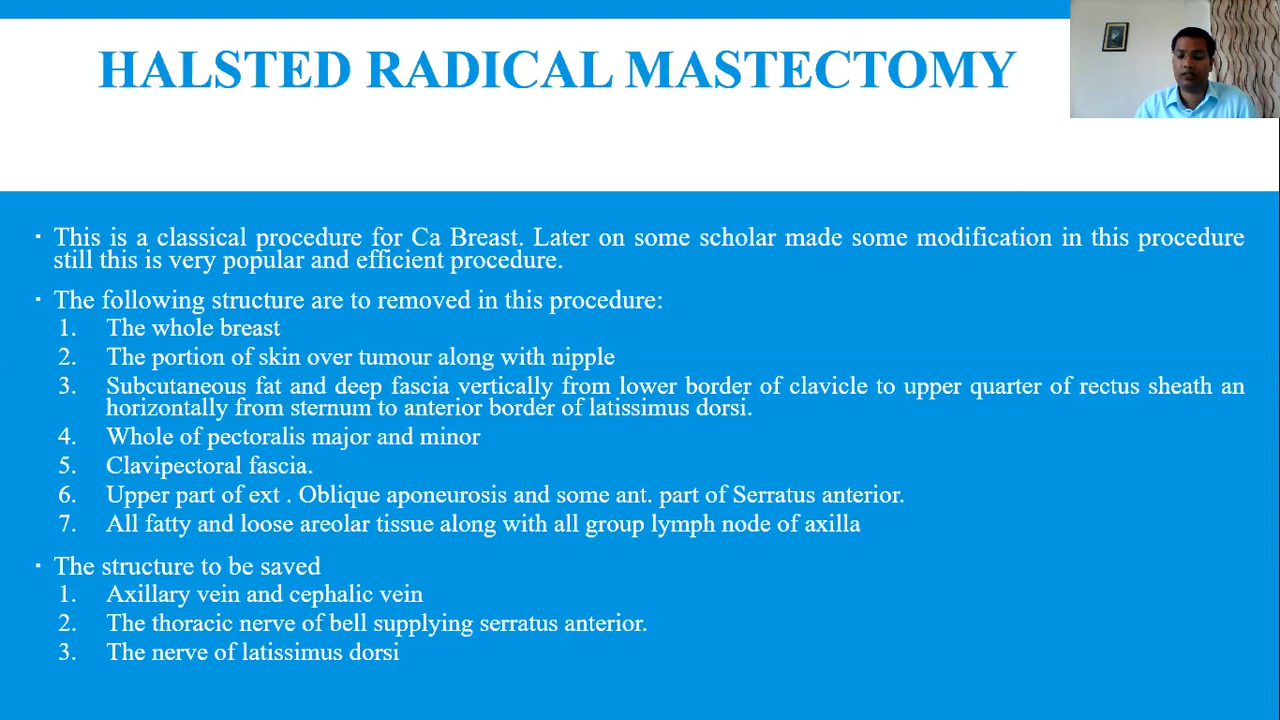 HALSTED RADICAL MASTECTOMY
▪ This is a classical procedure for Ca Breast. Later on some scholar made some modification in this procedure
still this is very popular and efficient procedure.
▪ The following structure are to removed in this procedure:
1. The whole breast
2. The portion of skin over tumour along with nipple
3. Subcutaneous fat and deep fascia vertically from lower border of clavicle to upper quarter of rectus sheath an
horizontally from sternum to anterior border of latissimus dorsi.
4. Whole of pectoralis major and minor
5. Clavipectoral fascia.
6. Upper part of ext . Oblique aponeurosis and some ant. part of Serratus anterior.
7. All fatty and loose areolar tissue along with all group lymph node of axilla
▪ The structure to be saved
1. Axillary vein and cephalic vein
2. The thoracic nerve of bell supplying serratus anterior.
3. The nerve of latissimus dorsi